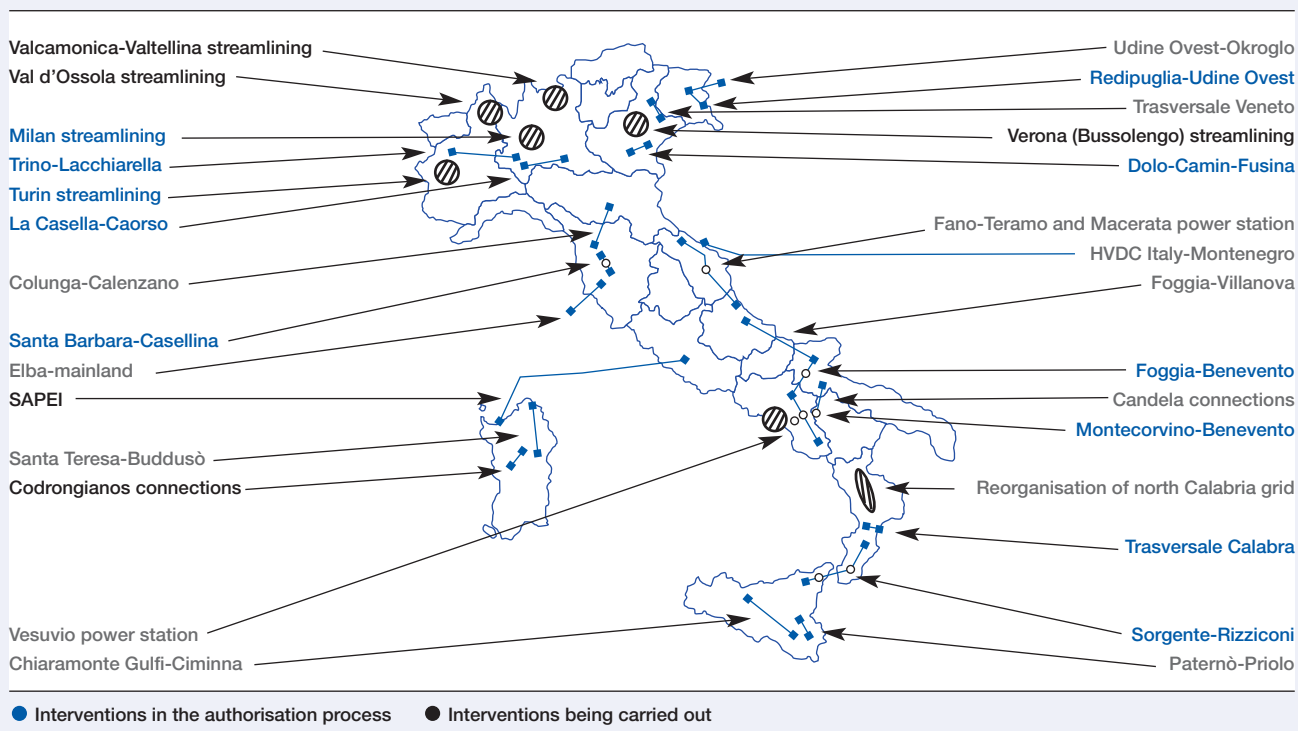 Valcamonica-Valtellina streamlining
Val d’Ossola streamlining
Milan streamlining
Trino-Lacchiarella
Turin streamlining
La Casella-Caorso
Colunga-Calenzano
Santa Barbara-Casellina
Elba-mainland
SAPEI
Santa Teresa-Buddusò
Codrongianos connections
Vesuvio power station
Chiaramonte Gulfi-Ciminna
Udine Ovest-Okroglo
Redipuglia-Udine Ovest
Trasversale Veneto
Verona (Bussolengo) streamlining
Dolo-Camin-Fusina
Fano-Teramo and Macerata power station
HVDC Italy-Montenegro
Foggia-Villanova
Foggia-Benevento
Candela connections
Montecorvino-Benevento
Reorganisation of north Calabria grid
Trasversale Calabra
Sorgente-Rizziconi
Paternò-Priolo
Interventions in the authorisation process
Interventions being carried out